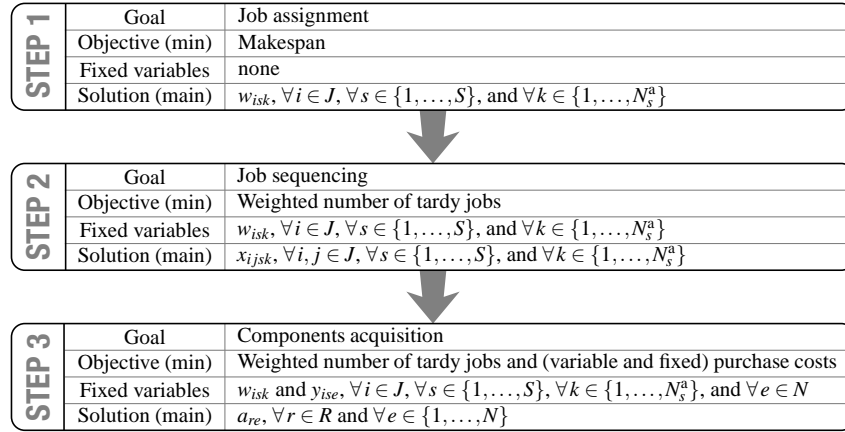 STEP 1
Goal Job assignment
Objective (min) Makespan
Fixed variables none
Solution (main) w_{isk}, ∀i ∈ J, ∀s ∈ {1,...,S}, and ∀k ∈ {1,...,N_s^a}
STEP 2
Goal Job sequencing
Objective (min) Weighted number of tardy jobs
Fixed variables w_{isk}, ∀i ∈ J, ∀s ∈ {1,...,S}, and ∀k ∈ {1,...,N_s^a}
Solution (main) x_{ijsk}, ∀i, j ∈ J, ∀s ∈ {1,...,S}, and ∀k ∈ {1,...,N_s^a}
STEP 3
Goal Components acquisition
Objective (min) Weighted number of tardy jobs and (variable and fixed) purchase costs
Fixed variables w_{isk} and y_{ise}, ∀i ∈ J, ∀s ∈ {1,...,S}, ∀k ∈ {1,...,N_s^a}, and ∀e ∈ N
Solution (main) a_{re}, ∀r ∈ R and ∀e ∈ {1,...,N}